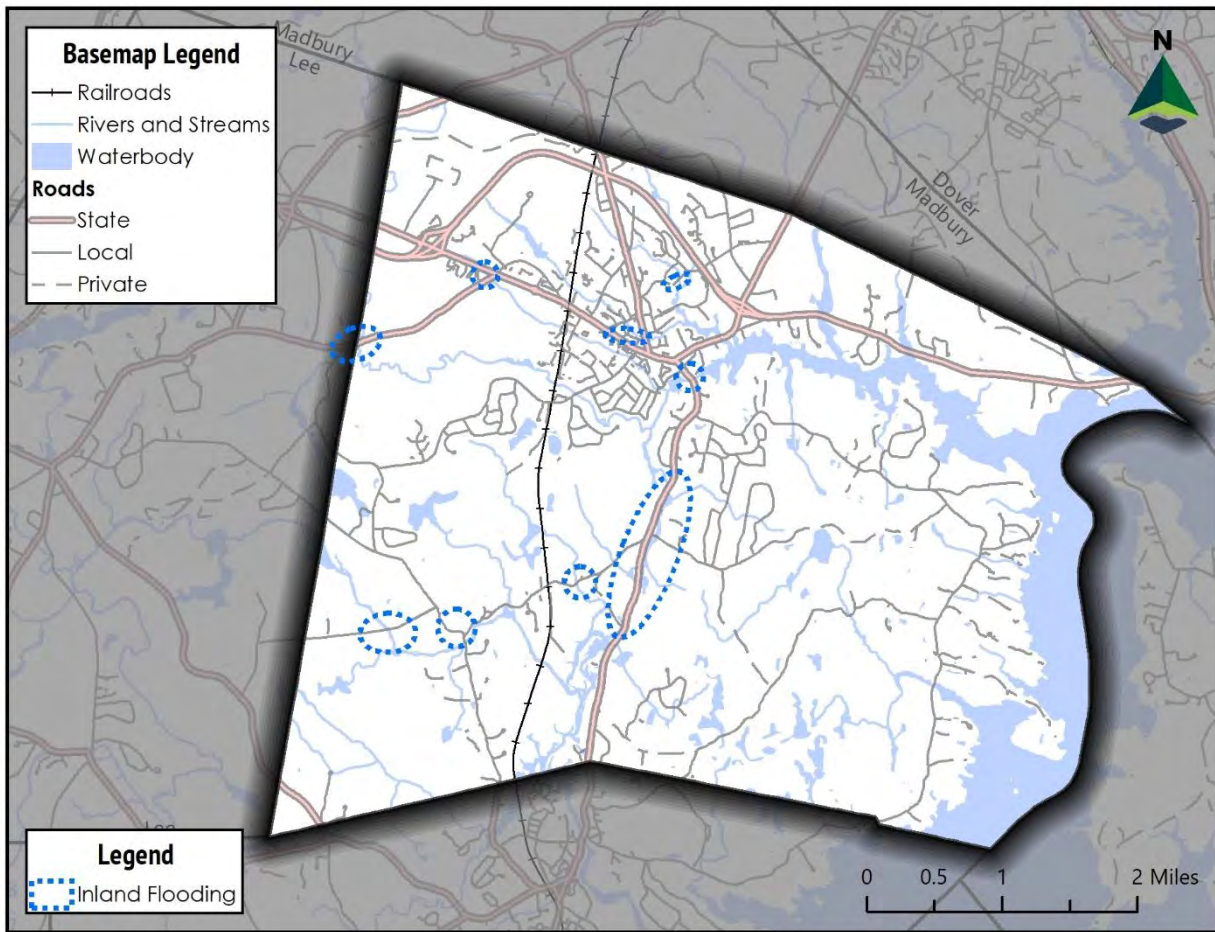 Basemap Legend
Railroads
Rivers and Streams
Waterbody
Roads
State
Local
Private
Madbury
Lee
N
Dover
Madbury
Lee
Legend
Inland Flooding
0 0.5 1 2 Miles